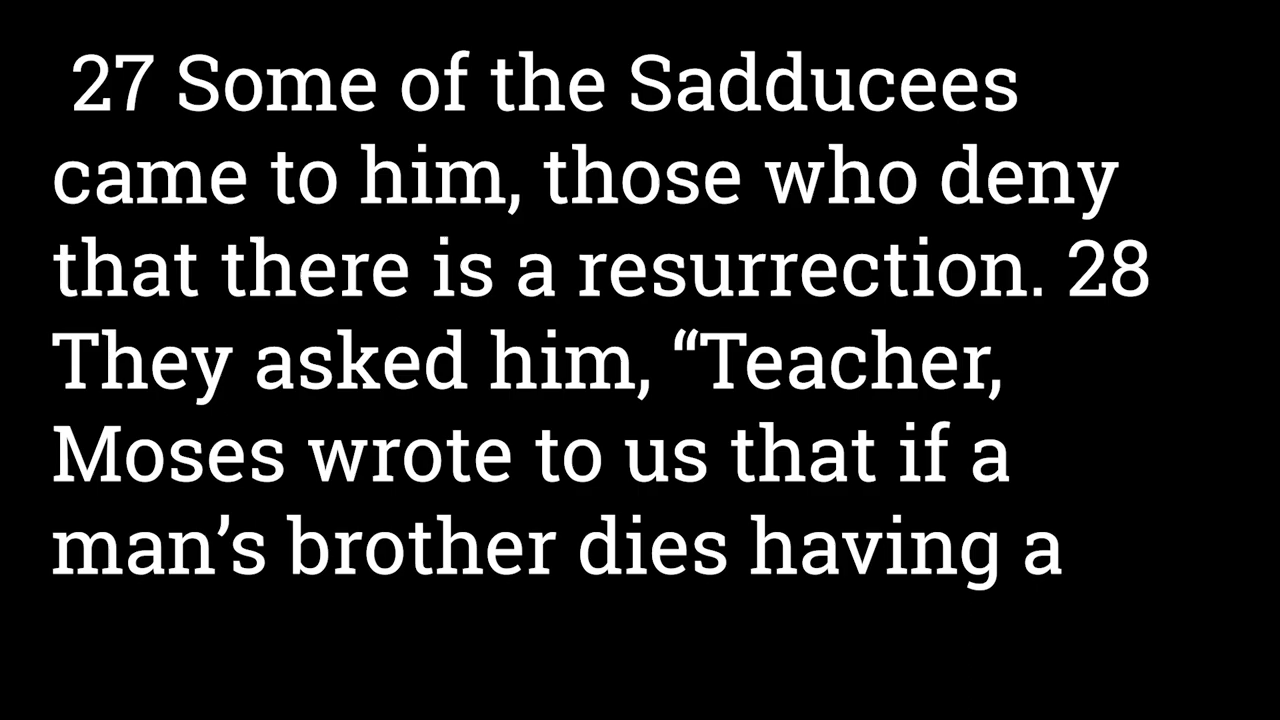 27 Some of the Sadducees
came to him, those who deny
that there is a resurrection. 28
They asked him, “Teacher,
Moses wrote to us that if a
man’s brother dies having a